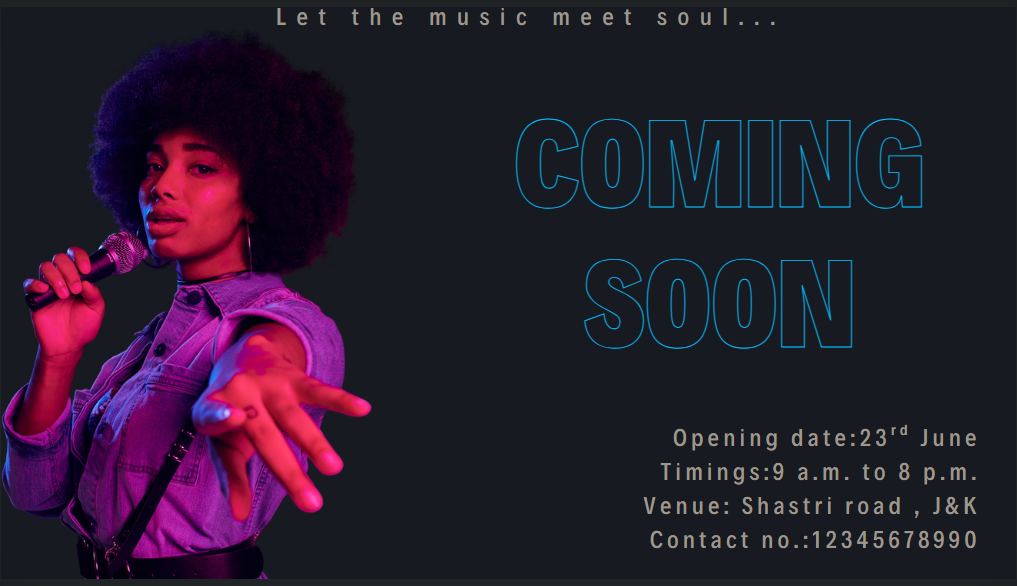 Let the music meet soul...
COMING
SOON
Opening date:23rd June
Timings:9 a.m. to 8 p.m.
Venue: Shastri road , J&K
Contact no.:12345678990